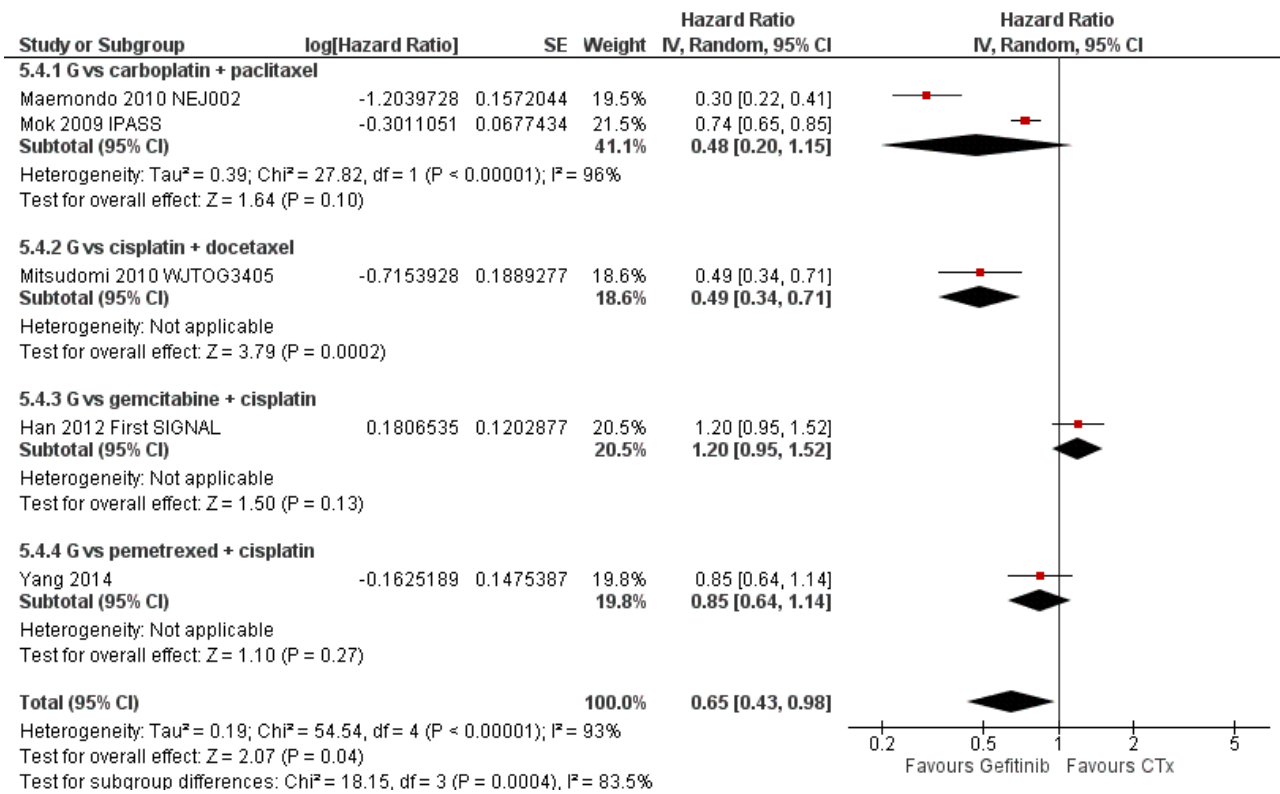 Hazard Ratio Hazard Ratio
Study or Subgroup log[Hazard Ratio] SE Weight IV, Random, 95% CI IV, Random, 95% CI
5.4.1 G vs carboplatin + paclitaxel
Maemondo 2010 NEJ002 -1.2039728 0.1572044 19.5% 0.30 [0.22, 0.41]
Mok 2009 IPASS -0.3011051 0.0677434 21.5% 0.74 [0.65, 0.85]
Subtotal (95% CI) 41.1% 0.48 [0.20, 1.15]
Heterogeneity: Tau² = 0.39; Chi² = 27.82, df = 1 (P < 0.00001); I² = 96%
Test for overall effect: Z = 1.64 (P = 0.10)
5.4.2 G vs cisplatin + docetaxel
Mitsudomi 2010 WJTOG3405 -0.7153928 0.1889277 18.6% 0.49 [0.34, 0.71]
Subtotal (95% CI) 18.6% 0.49 [0.34, 0.71]
Heterogeneity: Not applicable
Test for overall effect: Z = 3.79 (P = 0.0002)
5.4.3 G vs gemcitabine + cisplatin
Han 2012 First SIGNAL 0.1806535 0.1202877 20.5% 1.20 [0.95, 1.52]
Subtotal (95% CI) 20.5% 1.20 [0.95, 1.52]
Heterogeneity: Not applicable
Test for overall effect: Z = 1.50 (P = 0.13)
5.4.4 G vs pemetrexed + cisplatin
Yang 2014 -0.1625189 0.1475387 19.8% 0.85 [0.64, 1.14]
Subtotal (95% CI) 19.8% 0.85 [0.64, 1.14]
Heterogeneity: Not applicable
Test for overall effect: Z = 1.10 (P = 0.27)
Total (95% CI) 100.0% 0.65 [0.43, 0.98]
Heterogeneity: Tau² = 0.19; Chi² = 54.54, df = 4 (P < 0.00001); I² = 93%
Test for overall effect: Z = 2.07 (P = 0.04)
Test for subgroup differences: Chi² = 18.15, df = 3 (P = 0.0004), I² = 83.5%
0.2 0.5 1 2 5
Favours Gefitinib Favours CTx